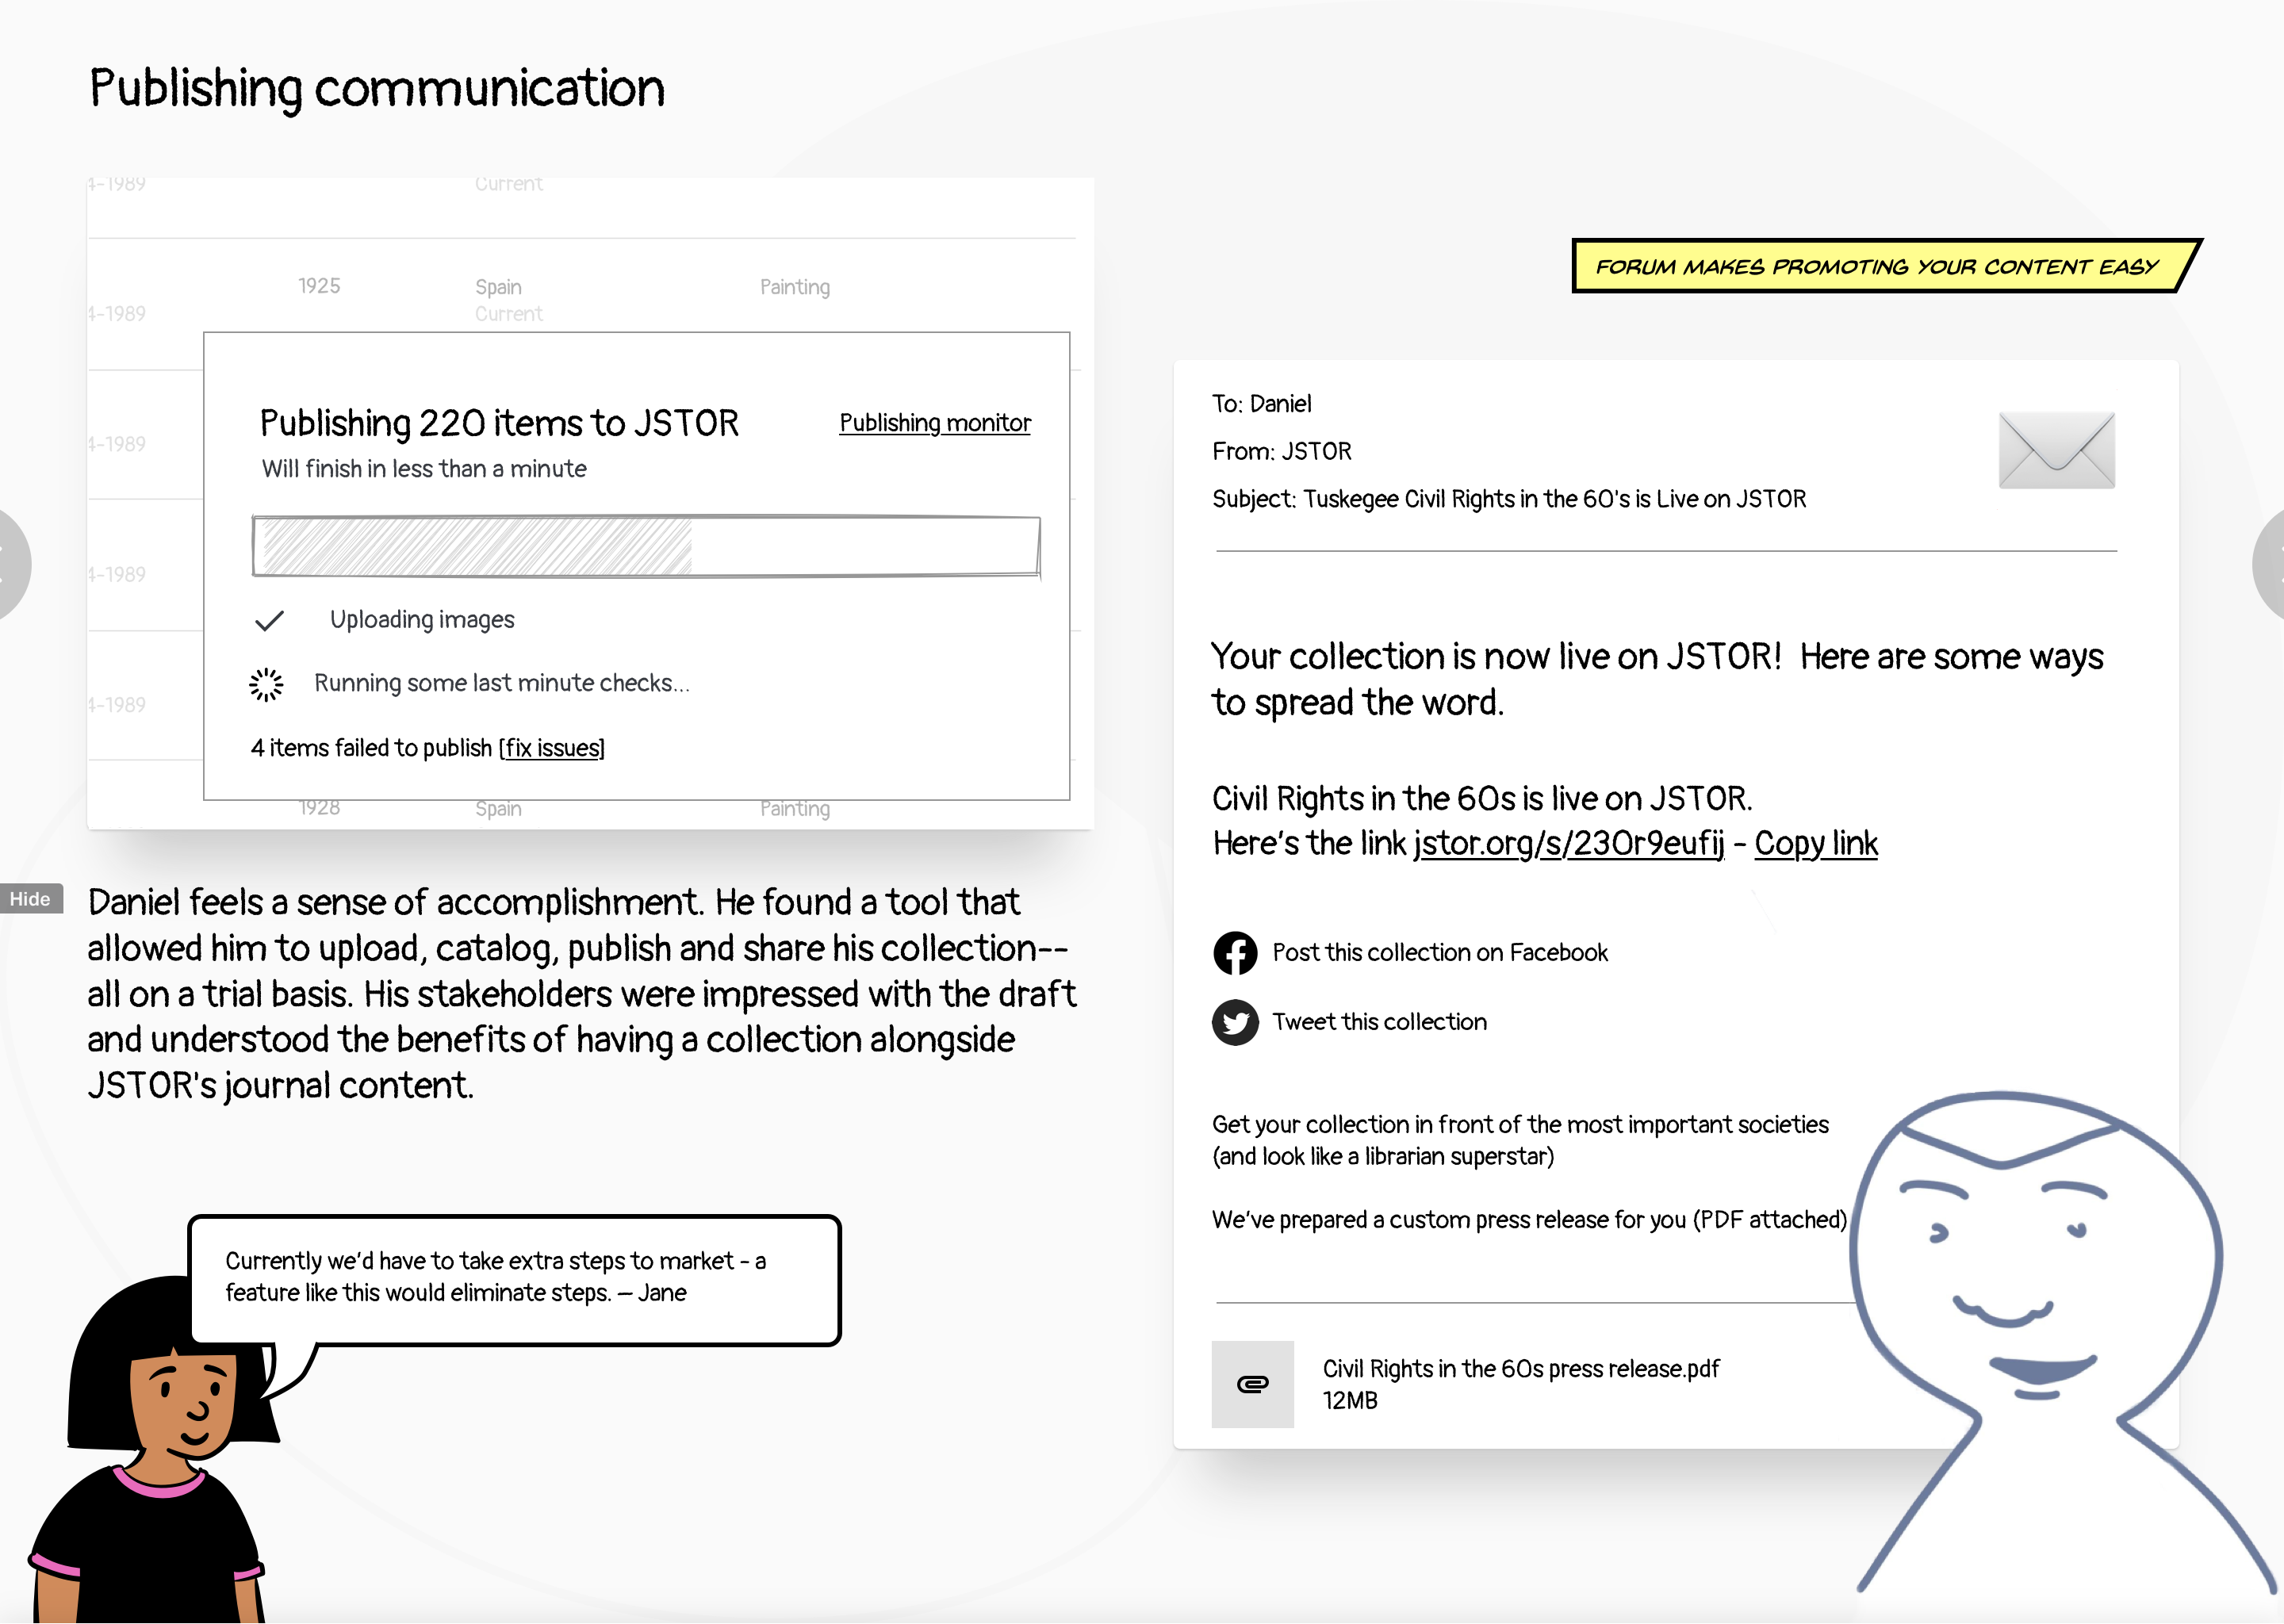 Publishing communication
4-1989 Current
1925 Spain Painting
4-1989 Current
4-1989
4-1989
4-1989
Publishing 220 items to JSTOR Publishing monitor
Will finish in less than a minute
Uploading images
Running some last minute checks...
4 items failed to publish [fix issues]
1928 Spain Painting
Hide
Daniel feels a sense of accomplishment. He found a tool that
allowed him to upload, catalog, publish and share his collection--
all on a trial basis. His stakeholders were impressed with the draft
and understood the benefits of having a collection alongside
JSTOR's journal content.
Currently we'd have to take extra steps to market - a
feature like this would eliminate steps. — Jane
FORUM MAKES PROMOTING YOUR CONTENT EASY
To: Daniel
From: JSTOR
Subject: Tuskegee Civil Rights in the 60's is Live on JSTOR
Your collection is now live on JSTOR! Here are some ways
to spread the word.
Civil Rights in the 60s is live on JSTOR.
Here's the link jstor.org/s/230r9eufij - Copy link
Post this collection on Facebook
Tweet this collection
Get your collection in front of the most important societies
(and look like a librarian superstar)
We've prepared a custom press release for you (PDF attached)
Civil Rights in the 60s press release.pdf
12MB